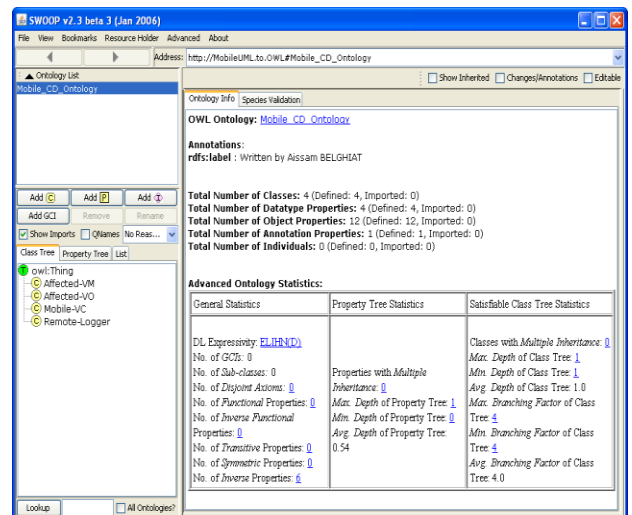 SWOOP v2.3 beta 3 (Jan 2006)
File View Bookmarks Resource Holder Advanced About
Address: http://MobileUML.to.OWL#Mobile_CD_Ontology
Ontology List
Show Inherited Changes/Annotations Editable
Mobile_CD_Ontology
Ontology Info Species Validation
OWL Ontology: Mobile_CD_Ontology
Annotations:
rdfs:label : Written by Aissam BELGHIAT
Total Number of Classes: 4 (Defined: 4, Imported: 0)
Total Number of Datatype Properties: 4 (Defined: 4, Imported: 0)
Total Number of Object Properties: 12 (Defined: 12, Imported: 0)
Total Number of Annotation Properties: 1 (Defined: 1, Imported: 0)
Total Number of Individuals: 0 (Defined: 0, Imported: 0)
Add C Add P Add I
Add GCI Remove Rename
Show Imports QNames No Reas...
Class Tree Property Tree List
T owl:Thing
C Affected-VM
C Affected-VO
C Mobile-VC
C Remote-Logger
Advanced Ontology Statistics:
General Statistics
DL Expressivity: ELIHN(D)
No. of GCIs: 0
No. of Sub-classes: 0
No. of Disjoint Axioms: 0
No. of Functional Properties: 0
No. of Inverse Functional
Properties: 0
No. of Transitive Properties: 0
No. of Symmetric Properties: 0
No. of Inverse Properties: 6
Property Tree Statistics
Properties with Multiple
Inheritance: 0
Max. Depth of Property Tree: 1
Min. Depth of Property Tree: 0
Avg. Depth of Property Tree:
0.54
Satisfiable Class Tree Statistics
Classes with Multiple Inheritance: 0
Max. Depth of Class Tree: 1
Min. Depth of Class Tree: 1
Avg. Depth of Class Tree: 1.0
Max. Branching Factor of Class
Tree: 4
Min. Branching Factor of Class
Tree: 4
Avg. Branching Factor of Class
Tree: 4.0
Lookup All Ontologies?